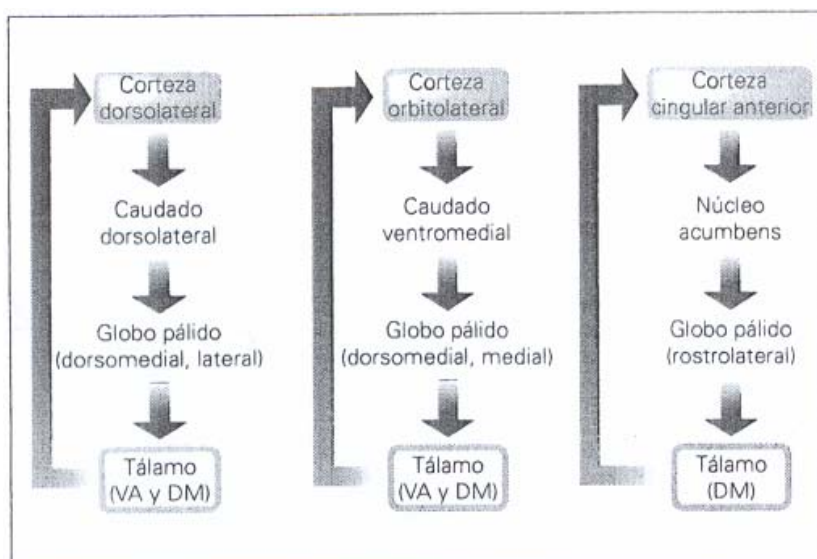 Corteza
dorsolateral
Caudado
dorsolateral
Globo pálido
(dorsomedial, lateral)
Tálamo
(VA y DM)
Corteza
orbitolateral
Caudado
ventromedial
Globo pálido
(dorsomedial, medial)
Tálamo
(VA y DM)
Corteza
cingular anterior
Núcleo
acumbens
Globo pálido
(rostrolateral)
Tálamo
(DM)